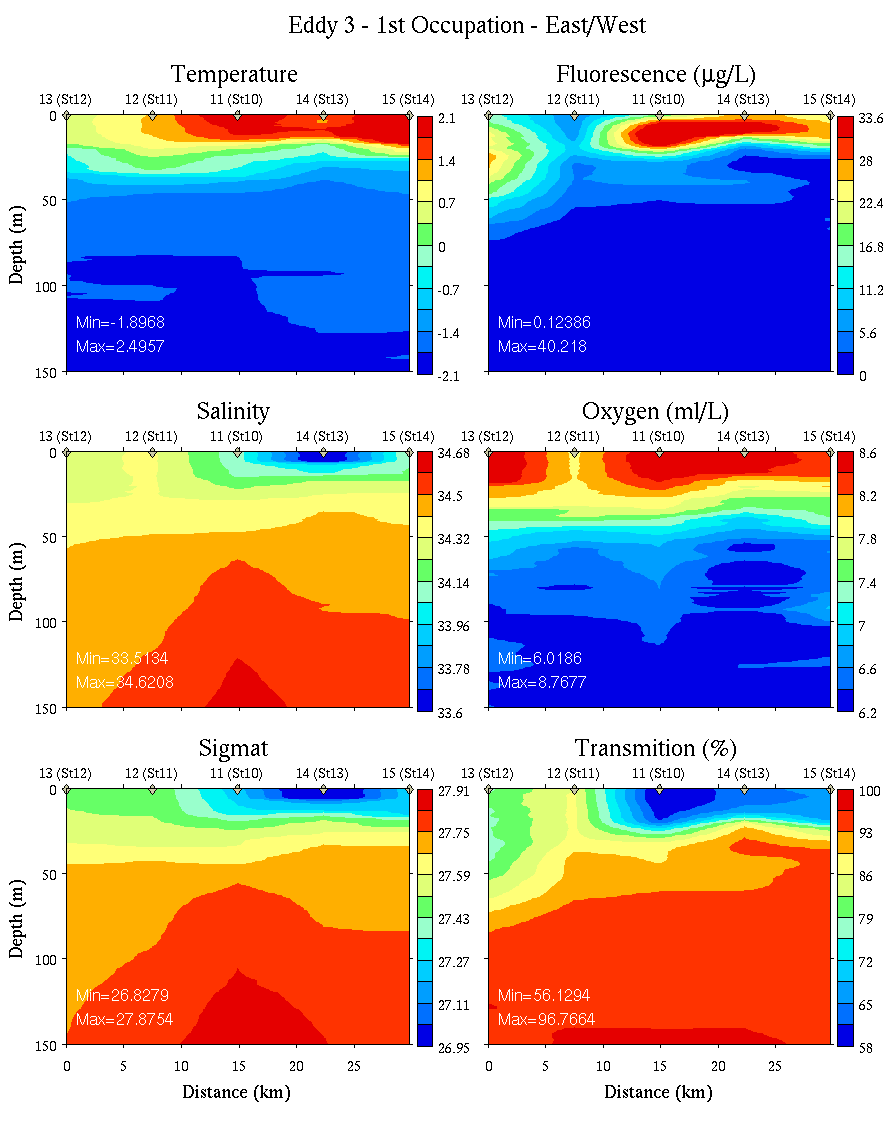 Eddy 3 - 1st Occupation - East/West
Temperature
13 (St12) 12 (St11) 11 (St10) 14 (St13) 15 (St14)
0
50
100
150
Depth (m)
Min=-1.8968
Max=2.4957
2.1
1.4
0.7
0
-0.7
-1.4
-2.1
Fluorescence (µg/L)
13 (St12) 12 (St11) 11 (St10) 14 (St13) 15 (St14)
Min=0.12386
Max=40.218
33.6
28
22.4
16.8
11.2
5.6
0
Salinity
13 (St12) 12 (St11) 11 (St10) 14 (St13) 15 (St14)
0
50
100
150
Depth (m)
Min=33.5134
Max=34.6208
34.68
34.5
34.32
34.14
33.96
33.78
33.6
Oxygen (ml/L)
13 (St12) 12 (St11) 11 (St10) 14 (St13) 15 (St14)
Min=6.0186
Max=8.7677
8.6
8.2
7.8
7.4
7
6.6
6.2
Sigmat
13 (St12) 12 (St11) 11 (St10) 14 (St13) 15 (St14)
0
50
100
150
Depth (m)
Min=26.8279
Max=27.8754
27.91
27.75
27.59
27.43
27.27
27.11
26.95
0 5 10 15 20 25
Distance (km)
Transmition (%)
13 (St12) 12 (St11) 11 (St10) 14 (St13) 15 (St14)
Min=56.1294
Max=96.7664
100
93
86
79
72
65
58
0 5 10 15 20 25
Distance (km)